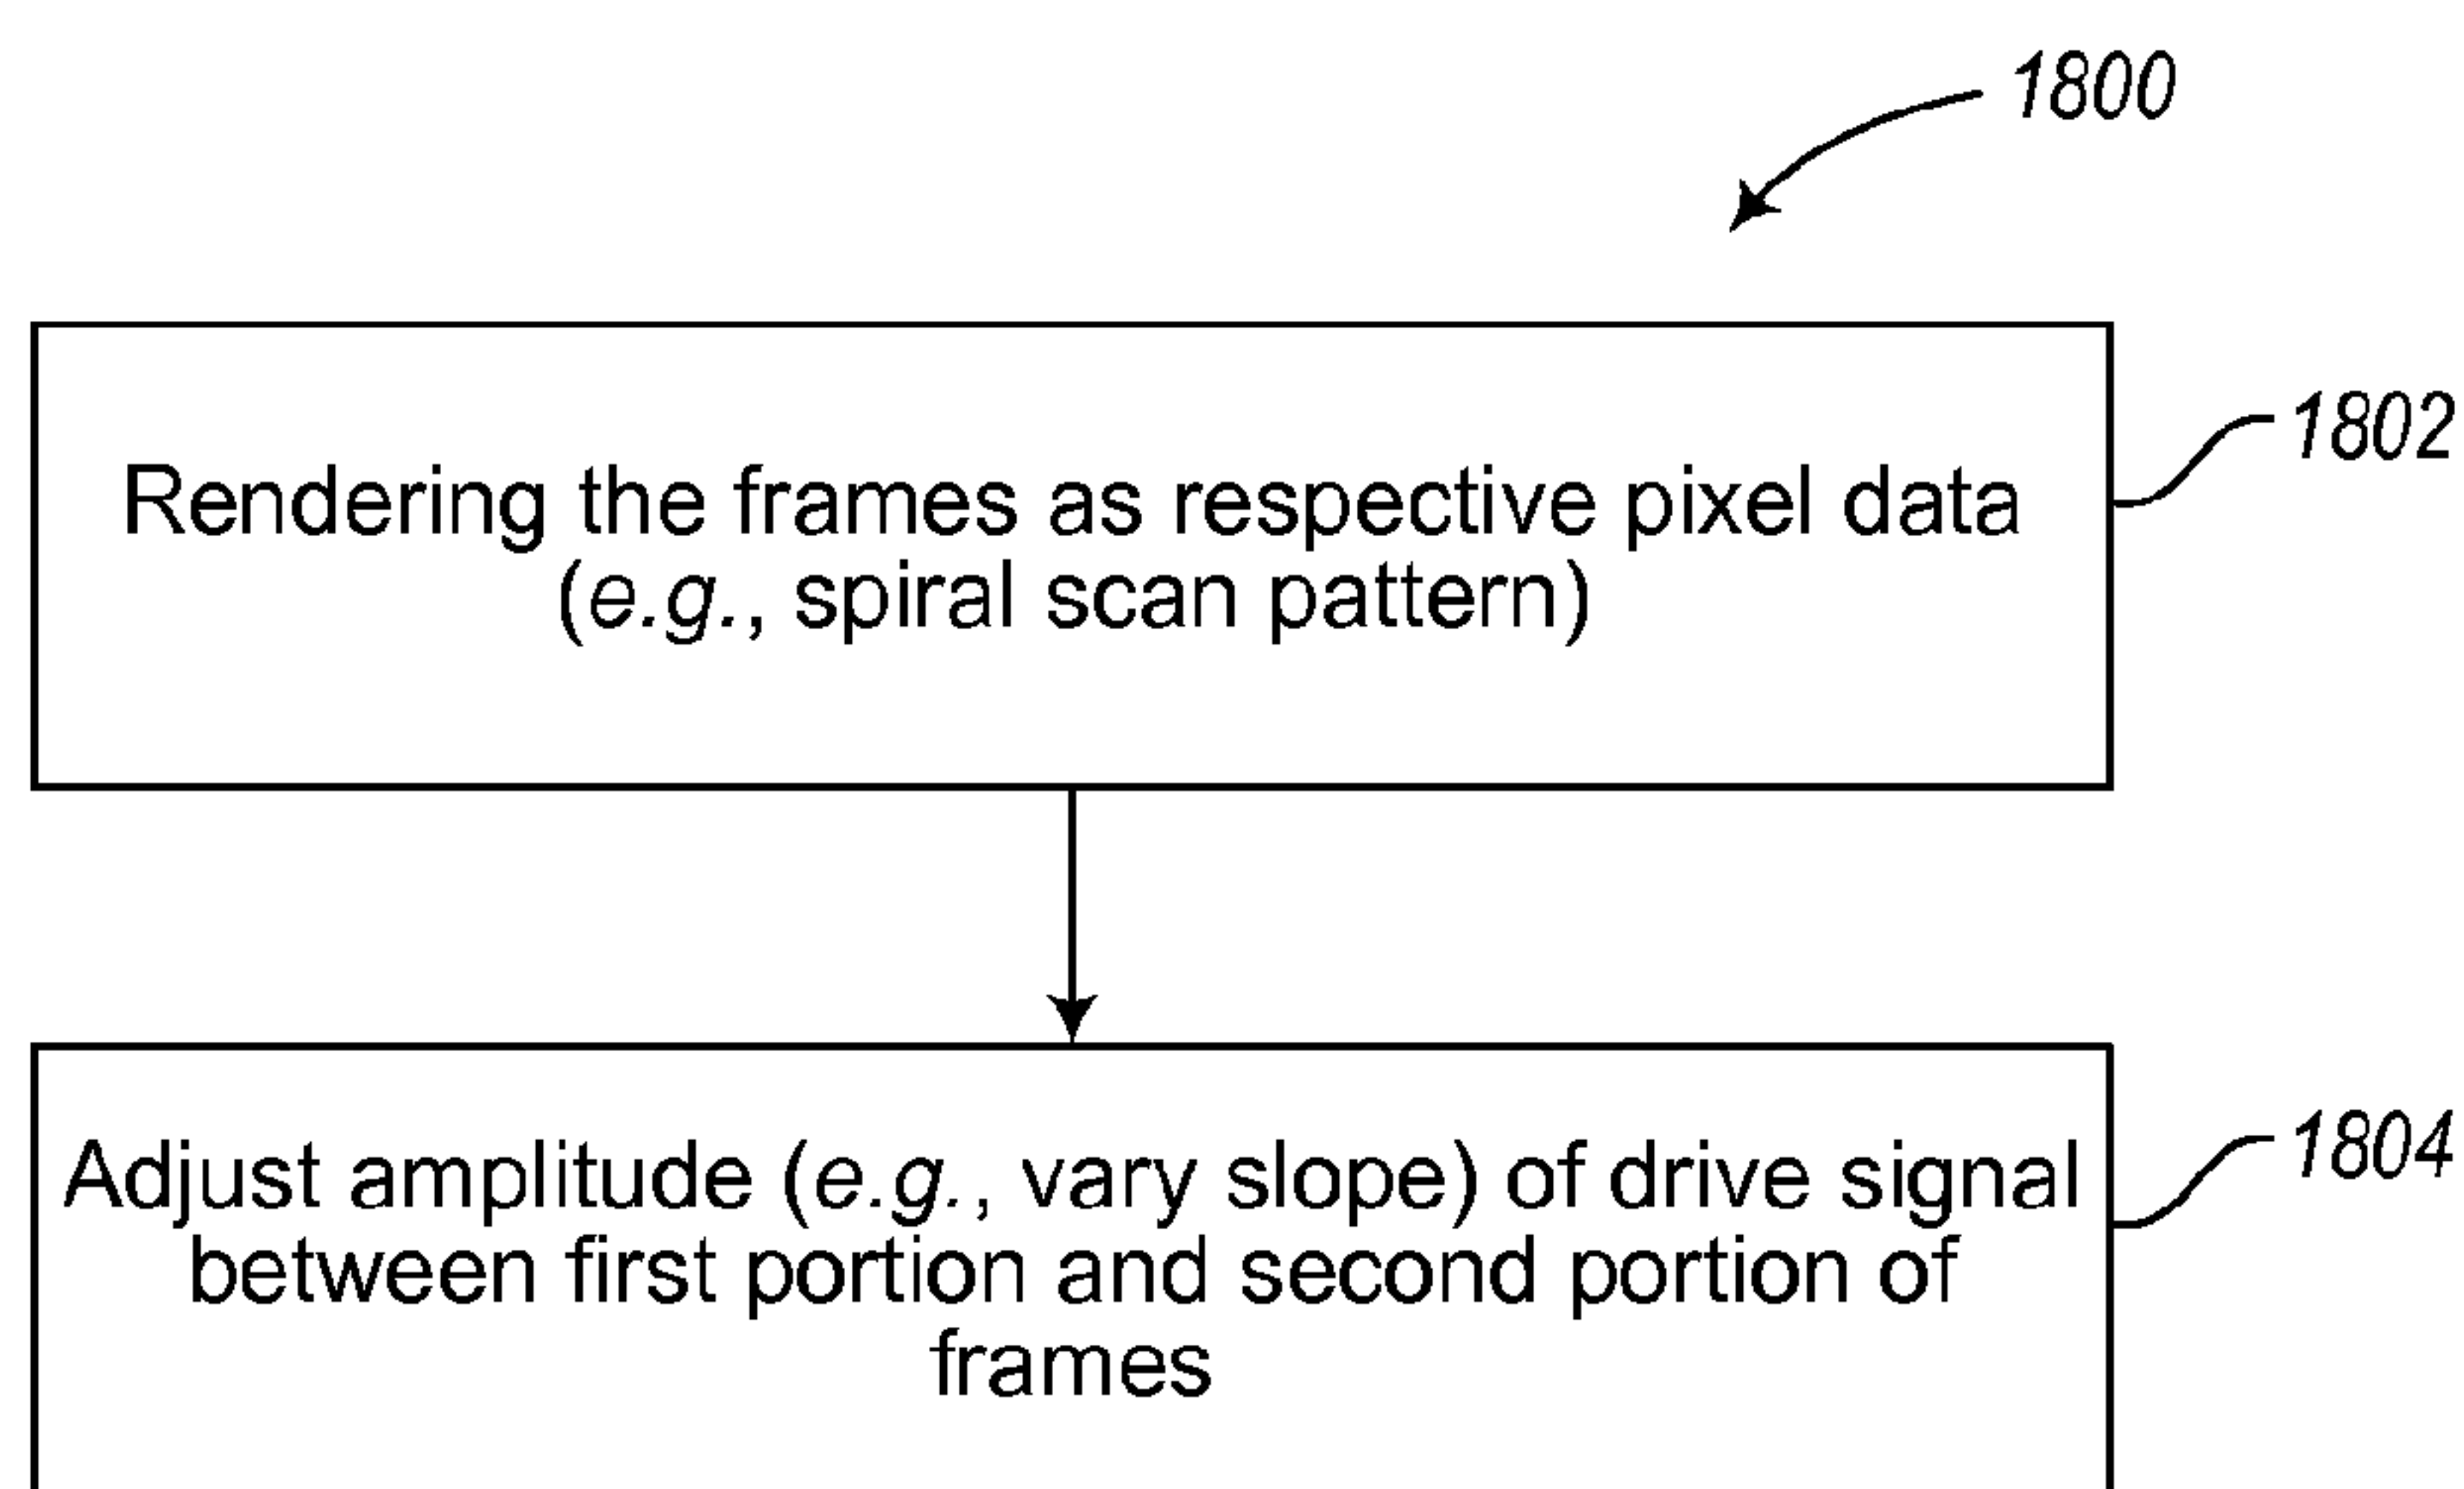 1800
1802
Rendering the frames as respective pixel data
(e.g., spiral scan pattern)
1804
Adjust amplitude (e.g., vary slope) of drive signal
between first portion and second portion of
frames